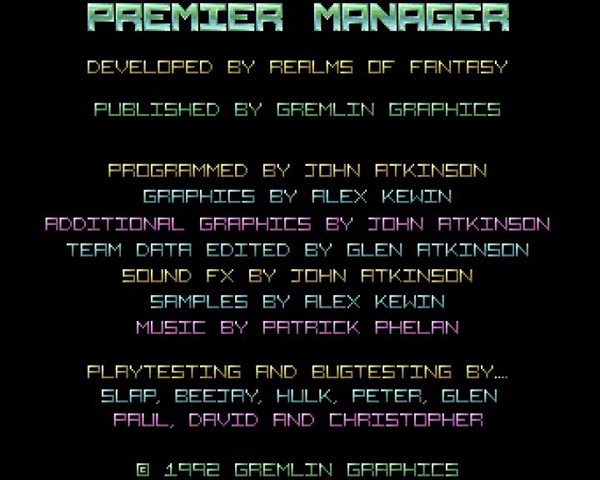 PREMIER MANAGER
DEVELOPED BY REALMS OF FANTASY
PUBLISHED BY GREMLIN GRAPHICS
PROGRAMMED BY JOHN ATKINSON
GRAPHICS BY ALEX KEWIN
ADDITIONAL GRAPHICS BY JOHN ATKINSON
TEAM DATA EDITED BY GLEN ATKINSON
SOUND FX BY JOHN ATKINSON
SAMPLES BY ALEX KEWIN
MUSIC BY PATRICK PHELAN
PLAYTESTING AND BUGTESTING BY....
SLAP, BEEJAY, HULK, PETER, GLEN
PAUL, DAVID AND CHRISTOPHER
© 1992 GREMLIN GRAPHICS